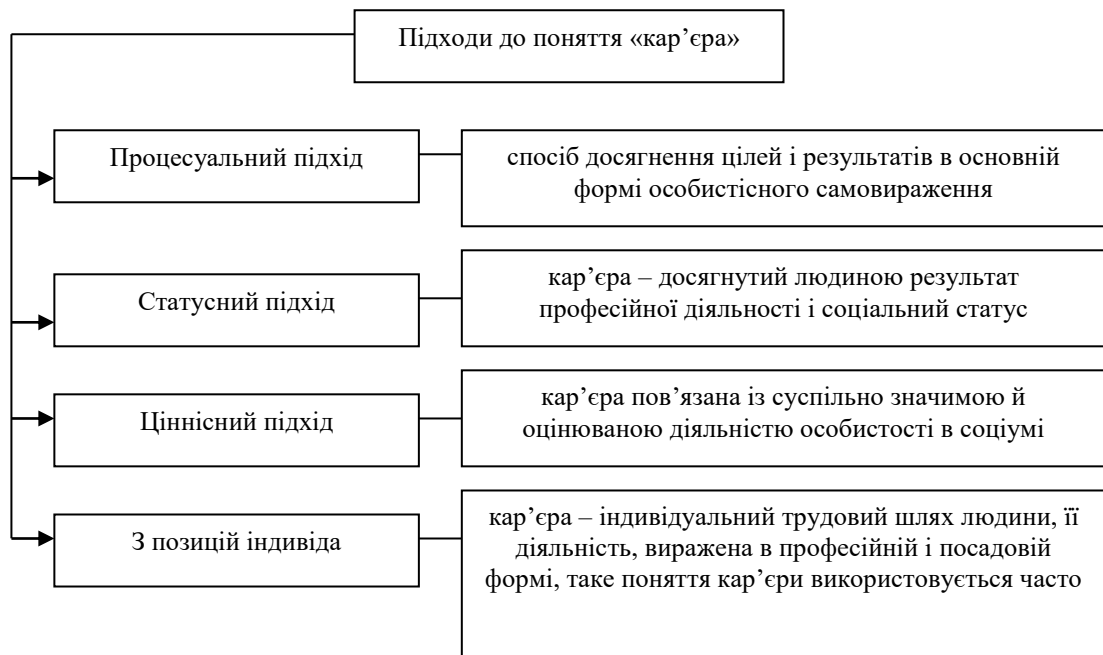 Підходи до поняття «кар’єра»
Процесуальний підхід
спосіб досягнення цілей і результатів в основній
формі особистісного самовираження
Статусний підхід
кар’єра – досягнутий людиною результат
професійної діяльності і соціальний статус
Ціннісний підхід
кар’єра пов’язана із суспільно значимою й
оцінюваною діяльністю особистості в соціумі
З позицій індивіда
кар’єра – індивідуальний трудовий шлях людини, її
діяльність, виражена в професійній і посадовій
формі, таке поняття кар’єри використовується часто